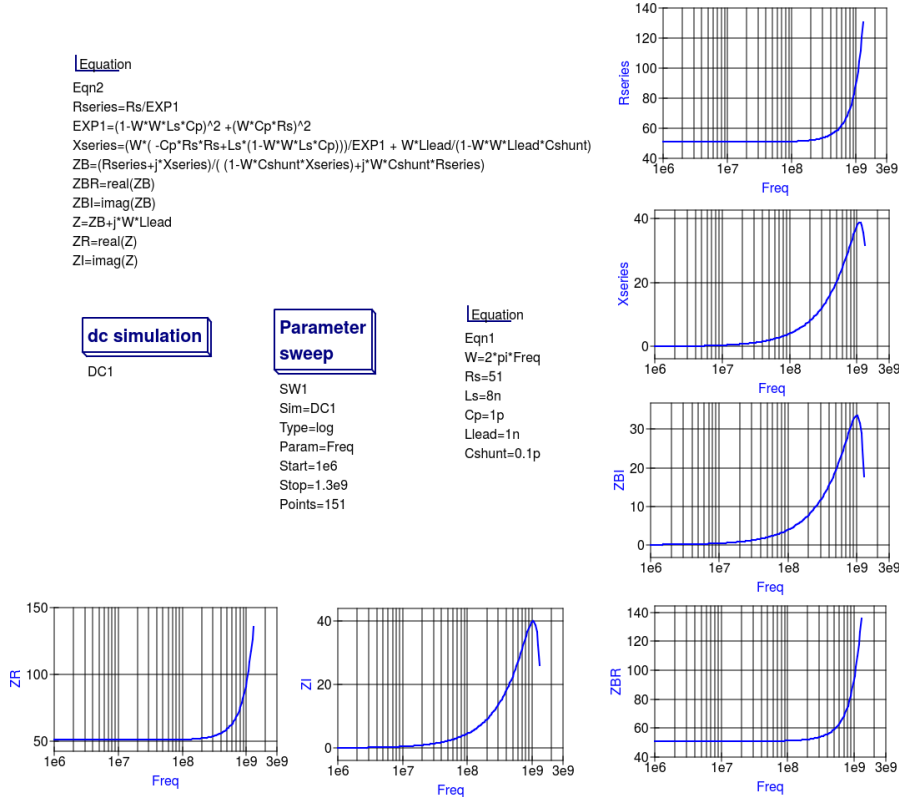 Equation
Eqn2
Rseries=Rs/EXP1
EXP1=(1-W*W*Ls*Cp)^2 +(W*Cp*Rs)^2
Xseries=(W*( -Cp*Rs*Rs+Ls*(1-W*W*Ls*Cp)))/EXP1 + W*Llead/(1-W*W*Llead*Cshunt)
ZB=(Rseries+j*Xseries)/( (1-W*Cshunt*Xseries)+j*W*Cshunt*Rseries)
ZBR=real(ZB)
ZBI=imag(ZB)
Z=ZB+j*W*Llead
ZR=real(Z)
ZI=imag(Z)
dc simulation
DC1
Parameter
sweep
SW1
Sim=DC1
Type=log
Param=Freq
Start=1e6
Stop=1.3e9
Points=151
Equation
Eqn1
W=2*pi*Freq
Rs=51
Ls=8n
Cp=1p
Llead=1n
Cshunt=0.1p
140
120
100
80
60
40
Rseries
1e6 1e7 1e8 1e9 3e9
Freq
40
20
0
Xseries
1e6 1e7 1e8 1e9 3e9
Freq
30
20
10
0
ZBI
1e6 1e7 1e8 1e9 3e9
Freq
150
100
50
ZR
1e6 1e7 1e8 1e9 3e9
Freq
40
20
0
ZI
1e6 1e7 1e8 1e9 3e9
Freq
140
120
100
80
60
40
ZBR
1e6 1e7 1e8 1e9 3e9
Freq